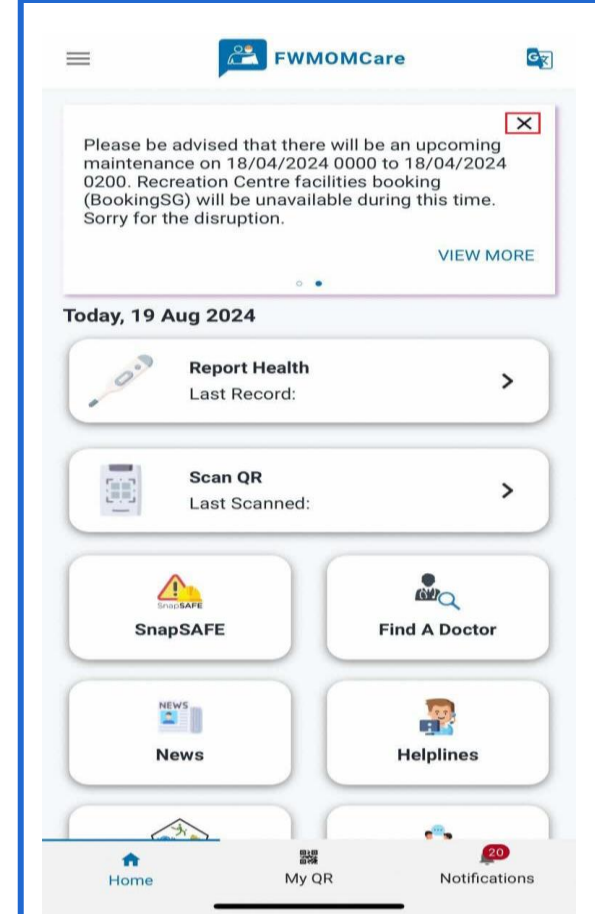 FWMOMCare
Please be advised that there will be an upcoming
maintenance on 18/04/2024 0000 to 18/04/2024
0200. Recreation Centre facilities booking
(BookingSG) will be unavailable during this time.
Sorry for the disruption.
VIEW MORE
Today, 19 Aug 2024
Report Health
Last Record:
Scan QR
Last Scanned:
SnapSAFE
SnapSAFE
Find A Doctor
NEWS
News
Helplines
20
Home
My QR
Notifications